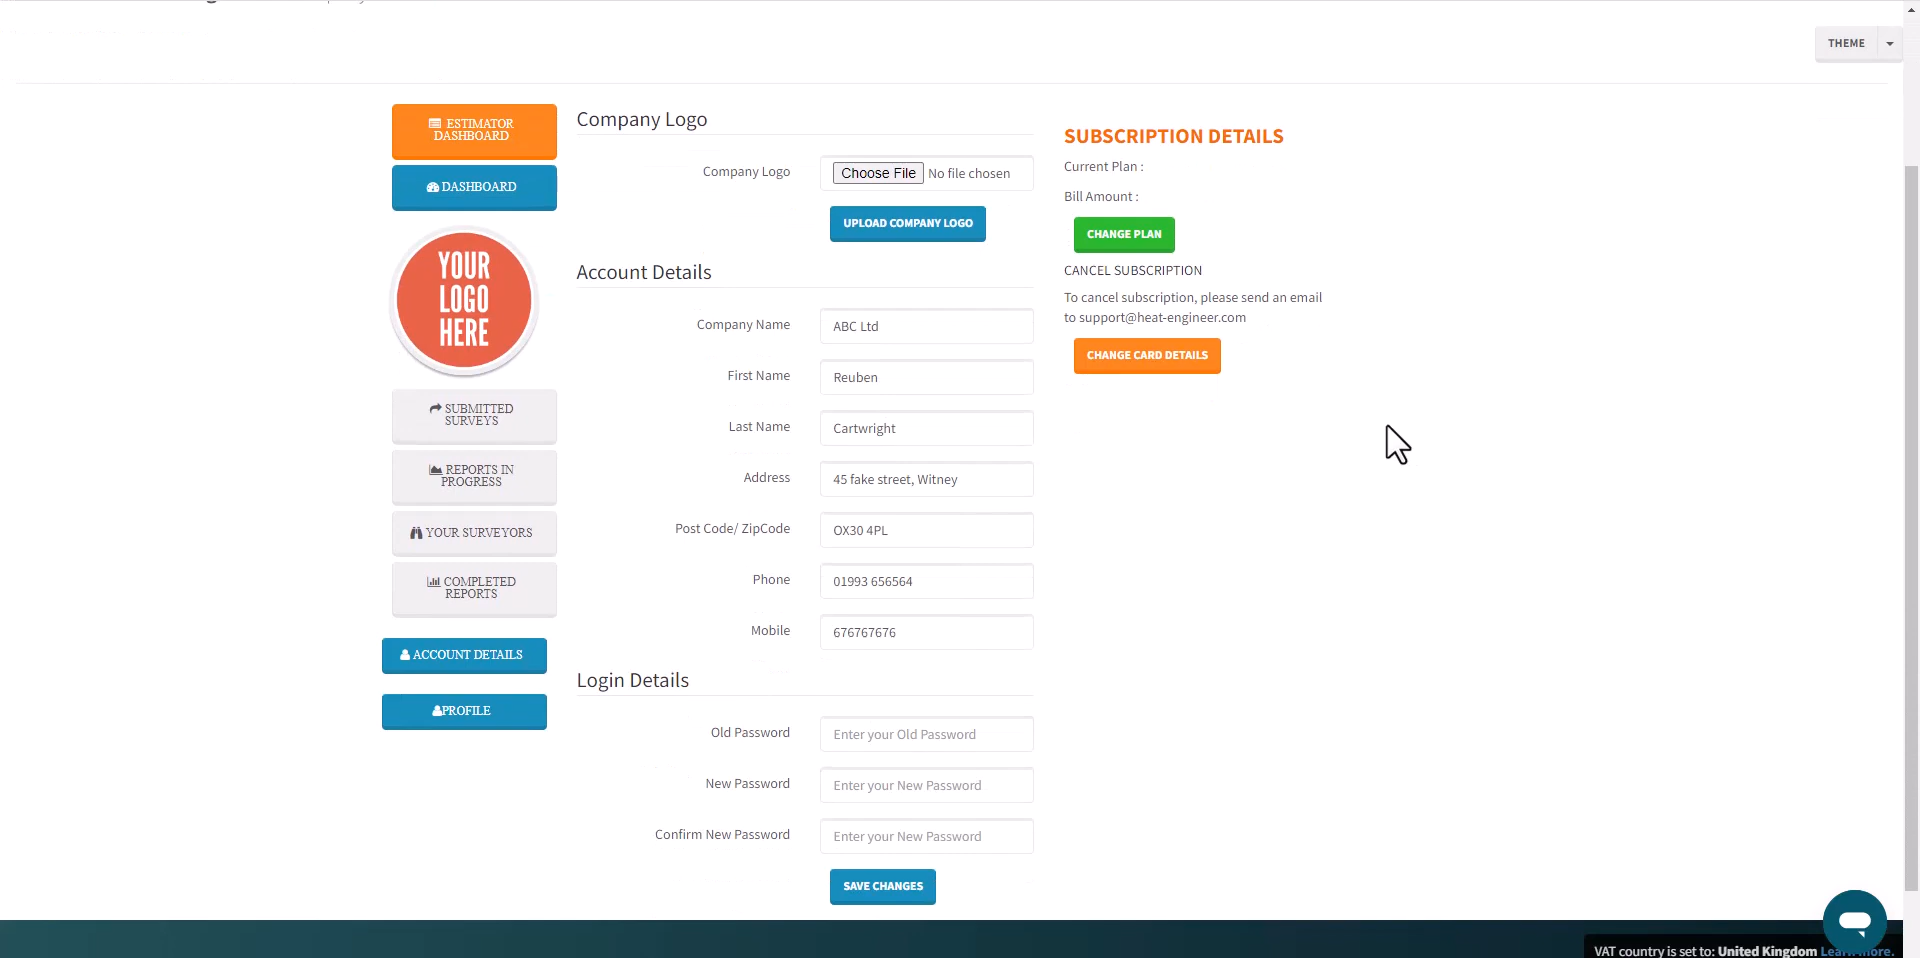 THEME
ESTIMATOR
DASHBOARD
DASHBOARD
YOUR
LOGO
HERE
SUBMITTED
SURVEYS
REPORTS IN
PROGRESS
YOUR SURVEYORS
COMPLETED
REPORTS
ACCOUNT DETAILS
PROFILE
Company Logo
Company Logo
Choose File No file chosen
UPLOAD COMPANY LOGO
Account Details
Company Name ABC Ltd
First Name Reuben
Last Name Cartwright
Address 45 fake street, Witney
Post Code/ ZipCode OX30 4PL
Phone 01993 656564
Mobile 676767676
Login Details
Old Password Enter your Old Password
New Password Enter your New Password
Confirm New Password Enter your New Password
SAVE CHANGES
SUBSCRIPTION DETAILS
Current Plan :
Bill Amount :
CHANGE PLAN
CANCEL SUBSCRIPTION
To cancel subscription, please send an email
to support@heat-engineer.com
CHANGE CARD DETAILS
VAT country is set to: United Kingdom Learn more.